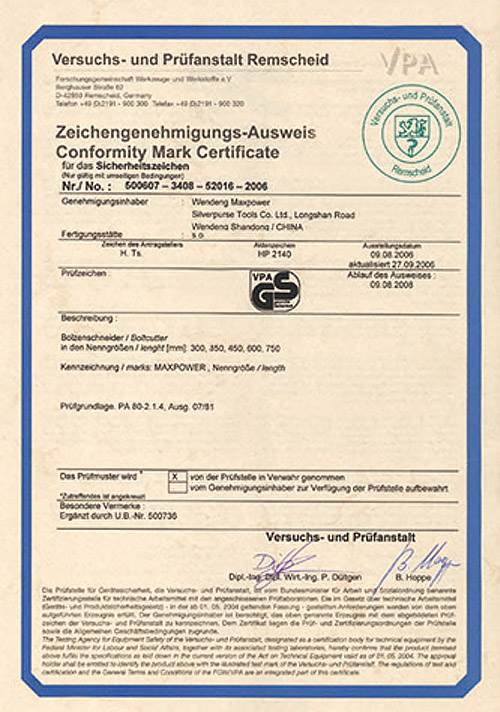 Versuchs- und Prüfanstalt Remscheid
VPA
Forschungsgemeinschaft Werkzeuge und Werkstoffe e.V
Berghauser Straße 62
D-42859 Remscheid, Germany
Telefon +49 (0)2191 - 900 300 Telefax +49 (0)2191 - 900 320
Versuchs- und Prüfanstalt
Remscheid
Zeichengenehmigungs-Ausweis
Conformity Mark Certificate
für das Sicherheitszeichen
(Nur gültig mit umseitigen Bedingungen)
Nr./ No. : 500607 – 3408 – 52016 – 2006
Genehmigungsinhaber : Wendeng Maxpower
Silverpurse Tools Co. Ltd., Longshan Road
Wendeng Shandong / CHINA
Fertigungsstätte : s.o.
Zeichen des Antragstellers Aktenzeichen Ausstellungsdatum
H. Ts. HP 2140 09.08.2006
aktualisiert 27.09.2006
Prüfzeichen : Ablauf des Ausweises :
09.08.2008
VPA
GS
Beschreibung :
Bolzenschneider / Boltcutter
in den Nenngrößen / lenght [mm]: 300, 350, 450, 600, 750
Kennzeichnung / marks: MAXPOWER , Nenngröße / length
Prüfgrundlage. PA 80-2.1.4, Ausg. 07/81
Das Prüfmuster wird * X von der Prüfstelle in Verwahr genommen
vom Genehmigungsinhaber zur Verfügung der Prüfstelle aufbewahrt
*Zutreffendes ist angekreuzt
Besondere Vermerke :
Ergänzt durch U.B.-Nr. 500736
Versuchs- und Prüfanstalt
Dipl.-Ing. Dipl. Wirt.-Ing. P. Dültgen B. Hoppe
Die Prüfstelle für Gerätesicherheit, die Versuchs- und Prüfanstalt, ist vom Bundesminister für Arbeit und Sozialordnung benannte
Zertifizierungsstelle für technische Arbeitsmittel mit den angeschlossenen Prüflaboratorien. Die im Gesetz über technische Arbeitsmittel
(Geräte- und Produktsicherheitsgesetz) - in der ab 01. 05. 2004 geltenden Fassung - gestellten Anforderungen werden von dem oben
aufgeführten Erzeugnis erfüllt. Der Genehmigungsinhaber ist berechtigt, das oben genannte Erzeugnis mit dem abgebildeten Prüf-
zeichen der Versuchs- und Prüfanstalt zu kennzeichnen. Dem Zertifikat liegen die Prüf- und Zertifizierungsordnungen der Prüfstelle
sowie die Allgemeinen Geschäftsbedingungen zugrunde.
The Testing Agency for Equipment Safety of the Versuchs- und Prüfanstalt, designated as a certification body for technical equipment by the
Federal Minister for Labour and Social Affairs, together with its associated testing laboratories, hereby confirms that the product itemised
above fulfils the specifications as laid down in the current version of the Act on Technical Equipment valid as of 01. 05. 2004. The approval
holder shall be entitled to identify the product above with the illustrated test mark of the Versuchs- und Prüfanstalt. The regulations of test and
certification and the General Terms and Conditions of the FGW/VPA are an integrated part of this certificate.